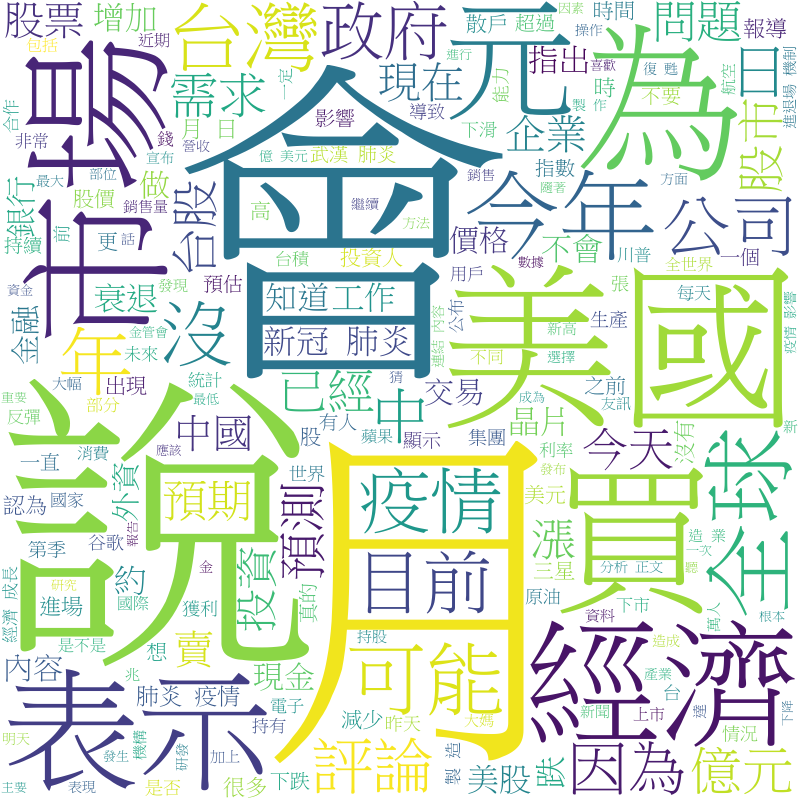 股票
增加
近期
包括
台灣
政府
元
散戶
超過
因素
操作
時間
喜歡
報導
問題
指出
現在
需求
市場
合作
非常
宣布
月 日
營收
影響
導致
能力
進行
不要
製 作
時
復 甦
航空
進退場 機制
日
股市
為
企業
下滑
一定
億 美元
武漢 肺炎
會
銷售
指數
隨著
方面
最大
部位
股價
做
銀行
台股
持續
銷售量
前
更
話
高
繼續
方法
今年
公司
價格
不會
川普
一個
台積
投資人
用戶
數據
張
全世界
預估
發現
衰退
沒
知道
工作
新冠 肺炎
公布
連結 內容
新高
生產
每天
疫情 影響
美國
資金
金融
金管會
未來
年
出現
大幅
統計
最低
部分
已經
中
猜
不同
選擇
交易
成為
之前
友訊
晶片
重要
反彈
應該
有人
蘋果
顯示
集團
利率
今天
沒有
新
說
一直
消費
中國
股
世界
發布
認為
國家
外資
預期
疫情
買
全球
第季
谷歌
報告
預測
美元
漲
造 業
一次
三星
分析 正文
聽
經濟 成長
研究
約
投資
金
目前
進場
國際
獲利
真的
原油
資料
下市
萬人
根本
是不是
想
賣
持股
可能
經濟
造成
內容
兆
肺炎 疫情
現金
月
產業
台
電子
減少
昨天
大媽
新聞
上市
達
下降
表示
持有
評論
製 造
因為
情況
億元
明天
發生
機構
研發
加上
主要
表現
是否
很多
下跌
美股
跌